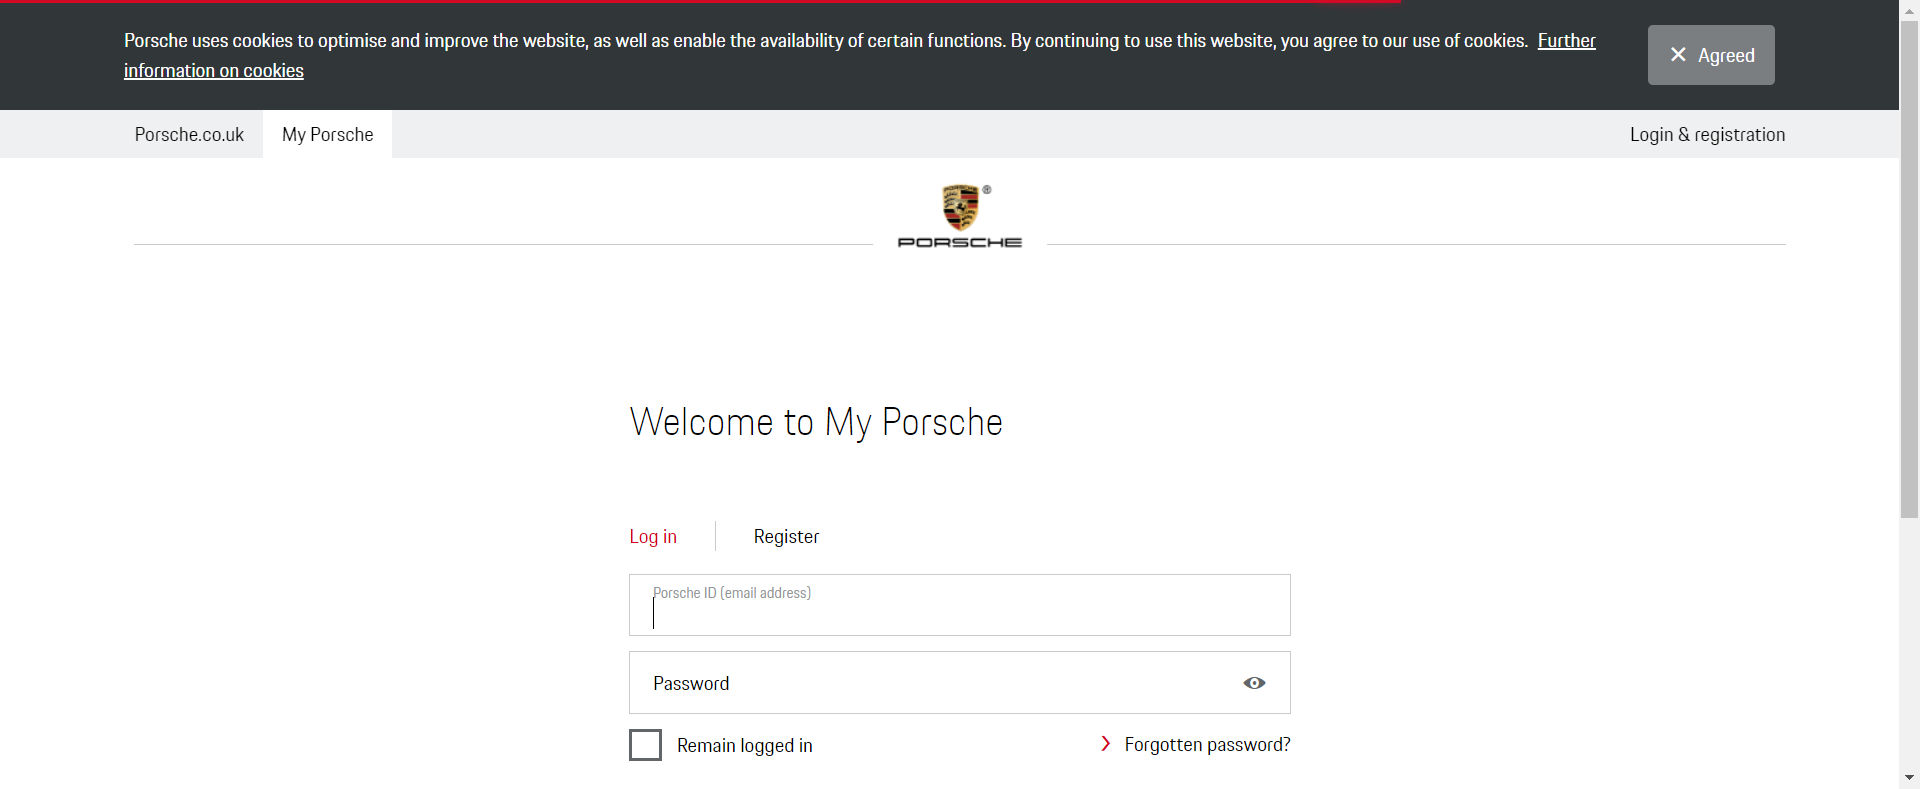 Porsche uses cookies to optimise and improve the website, as well as enable the availability of certain functions. By continuing to use this website, you agree to our use of cookies. Further
information on cookies
Agreed
Porsche.co.uk
My Porsche
Login & registration
PORSCHE
®
PORSCHE
Welcome to My Porsche
Log in
Register
Porsche ID (email address)
Password
Remain logged in
Forgotten password?